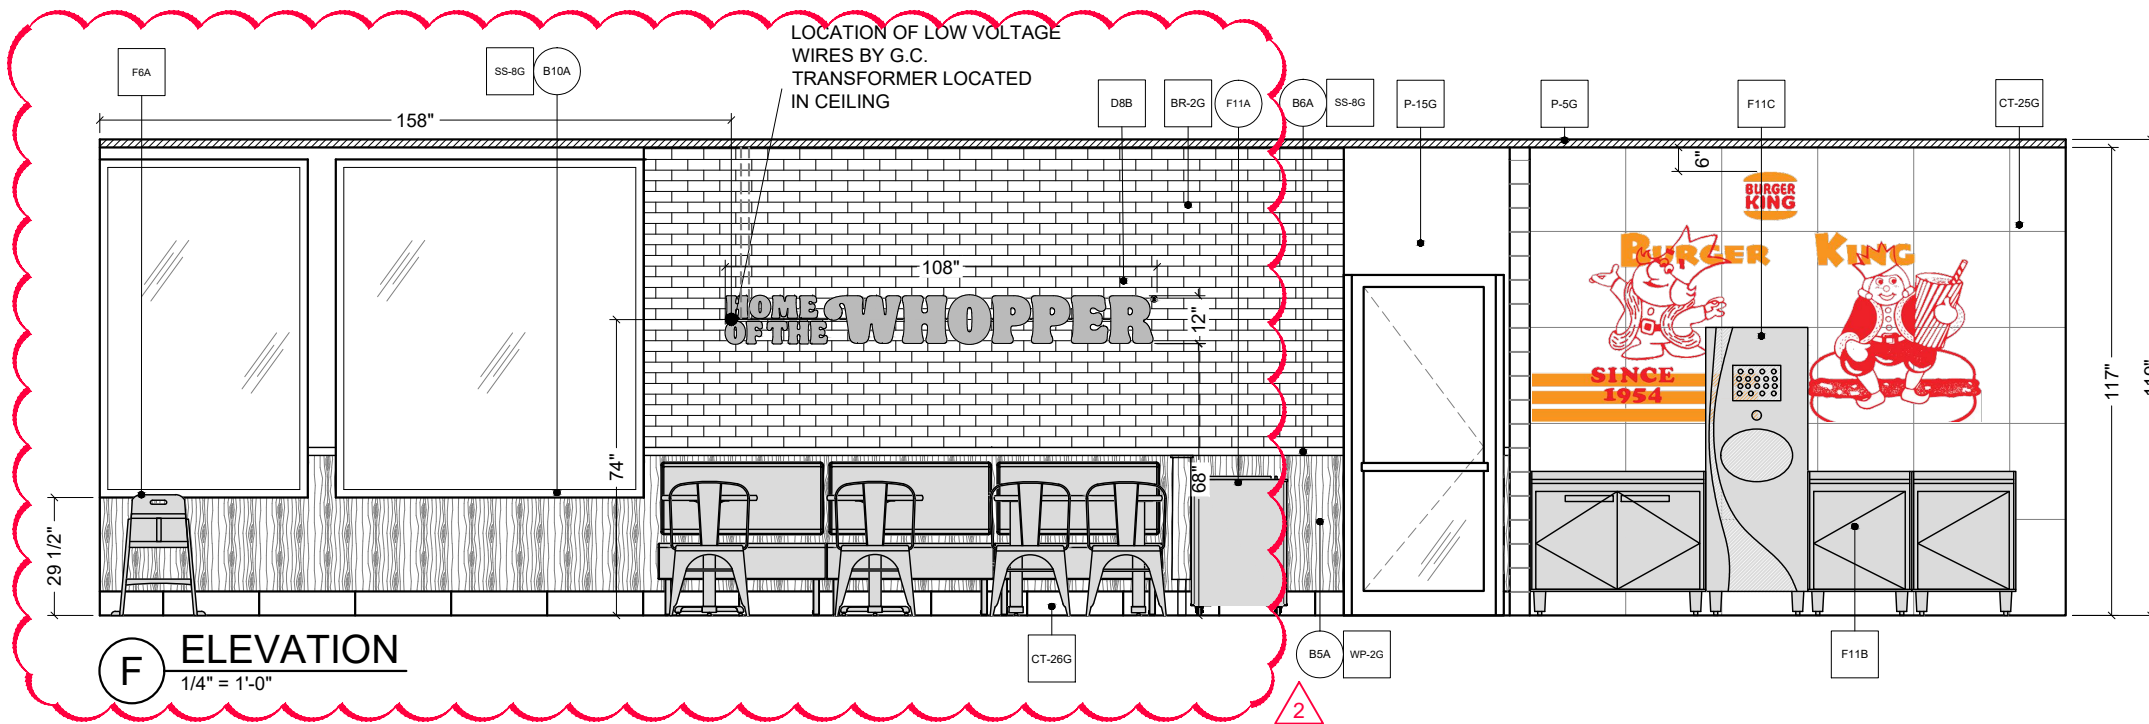 LOCATION OF LOW VOLTAGE
WIRES BY G.C.
TRANSFORMER LOCATED
IN CEILING
F6A
SS-8G
B10A
D8B
BR-2G
F11A
B6A
SS-8G
P-15G
P-5G
F11C
CT-25G
158"
6"
BURGER
KING
BURGER KING
108"
HOME
OF THE
WHOPPER
®
12"
SINCE
1954
117"
74"
68"
29 1/2"
F
ELEVATION
1/4" = 1'-0"
CT-26G
B5A
WP-2G
F11B
2